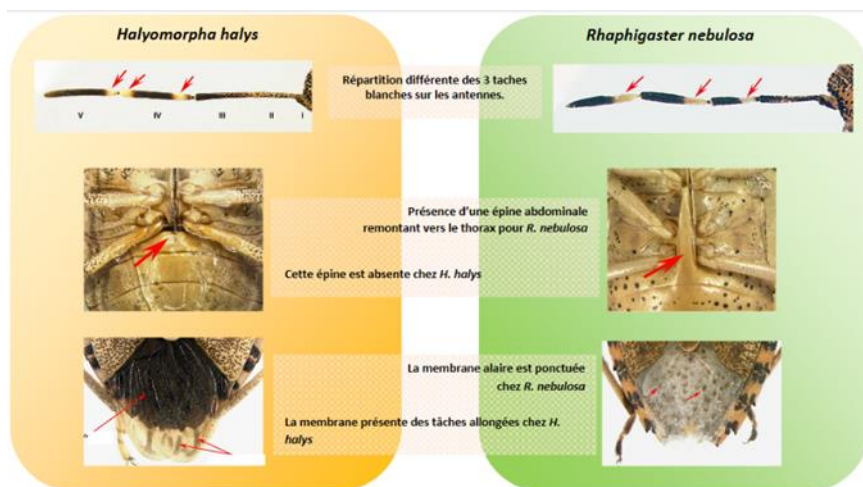 Halyomorpha halys
Rhaphigaster nebulosa
Répartition différente des 3 taches
blanches sur les antennes.
V IV III II I
Présence d'une épine abdominale
remontant vers le thorax pour R. nebulosa
Cette épine est absente chez H. halys
La membrane alaire est ponctuée
chez R. nebulosa
La membrane présente des tâches allongées chez H.
halys